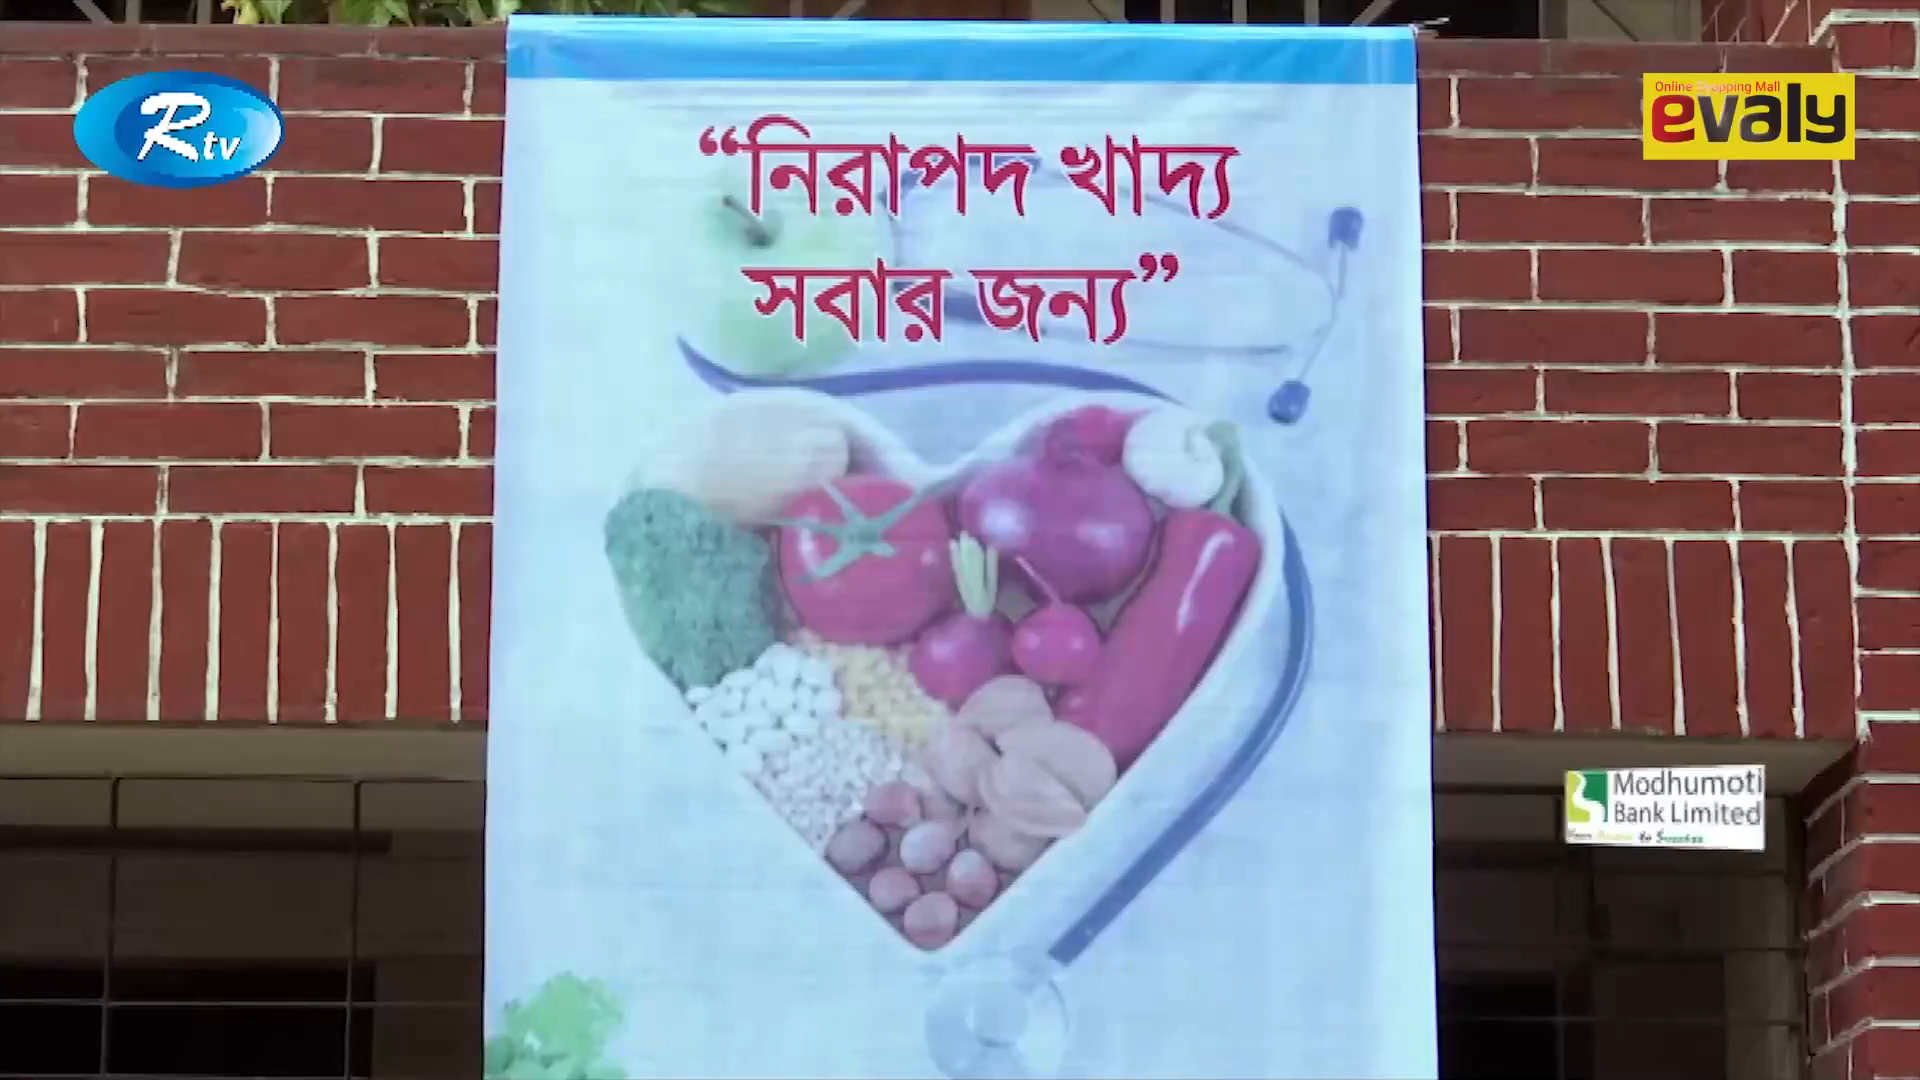 Rtv
Online Shopping Mall
evaly
“নিরাপদ খাদ্য
সবার জন্য”
Modhumoti
Bank Limited